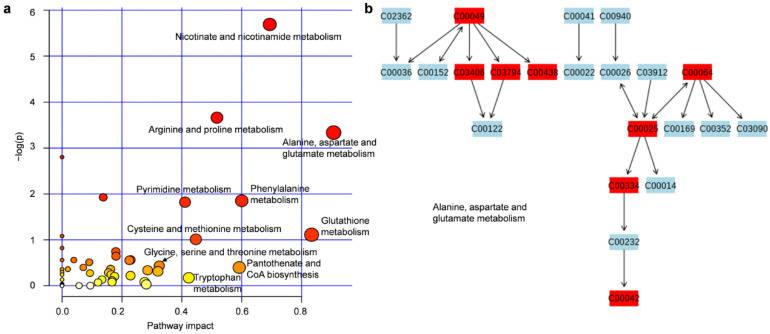 a
6
5
4
3
2
1
0
−log(p)
Nicotinate and nicotinamide metabolism
Arginine and proline metabolism
Alanine, aspartate and
glutamate metabolism
Pyrimidine metabolism
Phenylalanine
metabolism
Glutathione
metabolism
Cysteine and methionine metabolism
Glycine, serine and threonine metabolism
Pantothenate and
CoA biosynthesis
Tryptophan
metabolism
0.0 0.2 0.4 0.6 0.8
Pathway impact
b
C02362 C00049 C00041 C00940
C00036 C00152 C03406 C03794 C00438 C00022 C00026 C03912 C00064
C00122 C00025 C00169 C00352 C03090
C00334 C00014
Alanine, aspartate and
glutamate metabolism
C00232
C00042